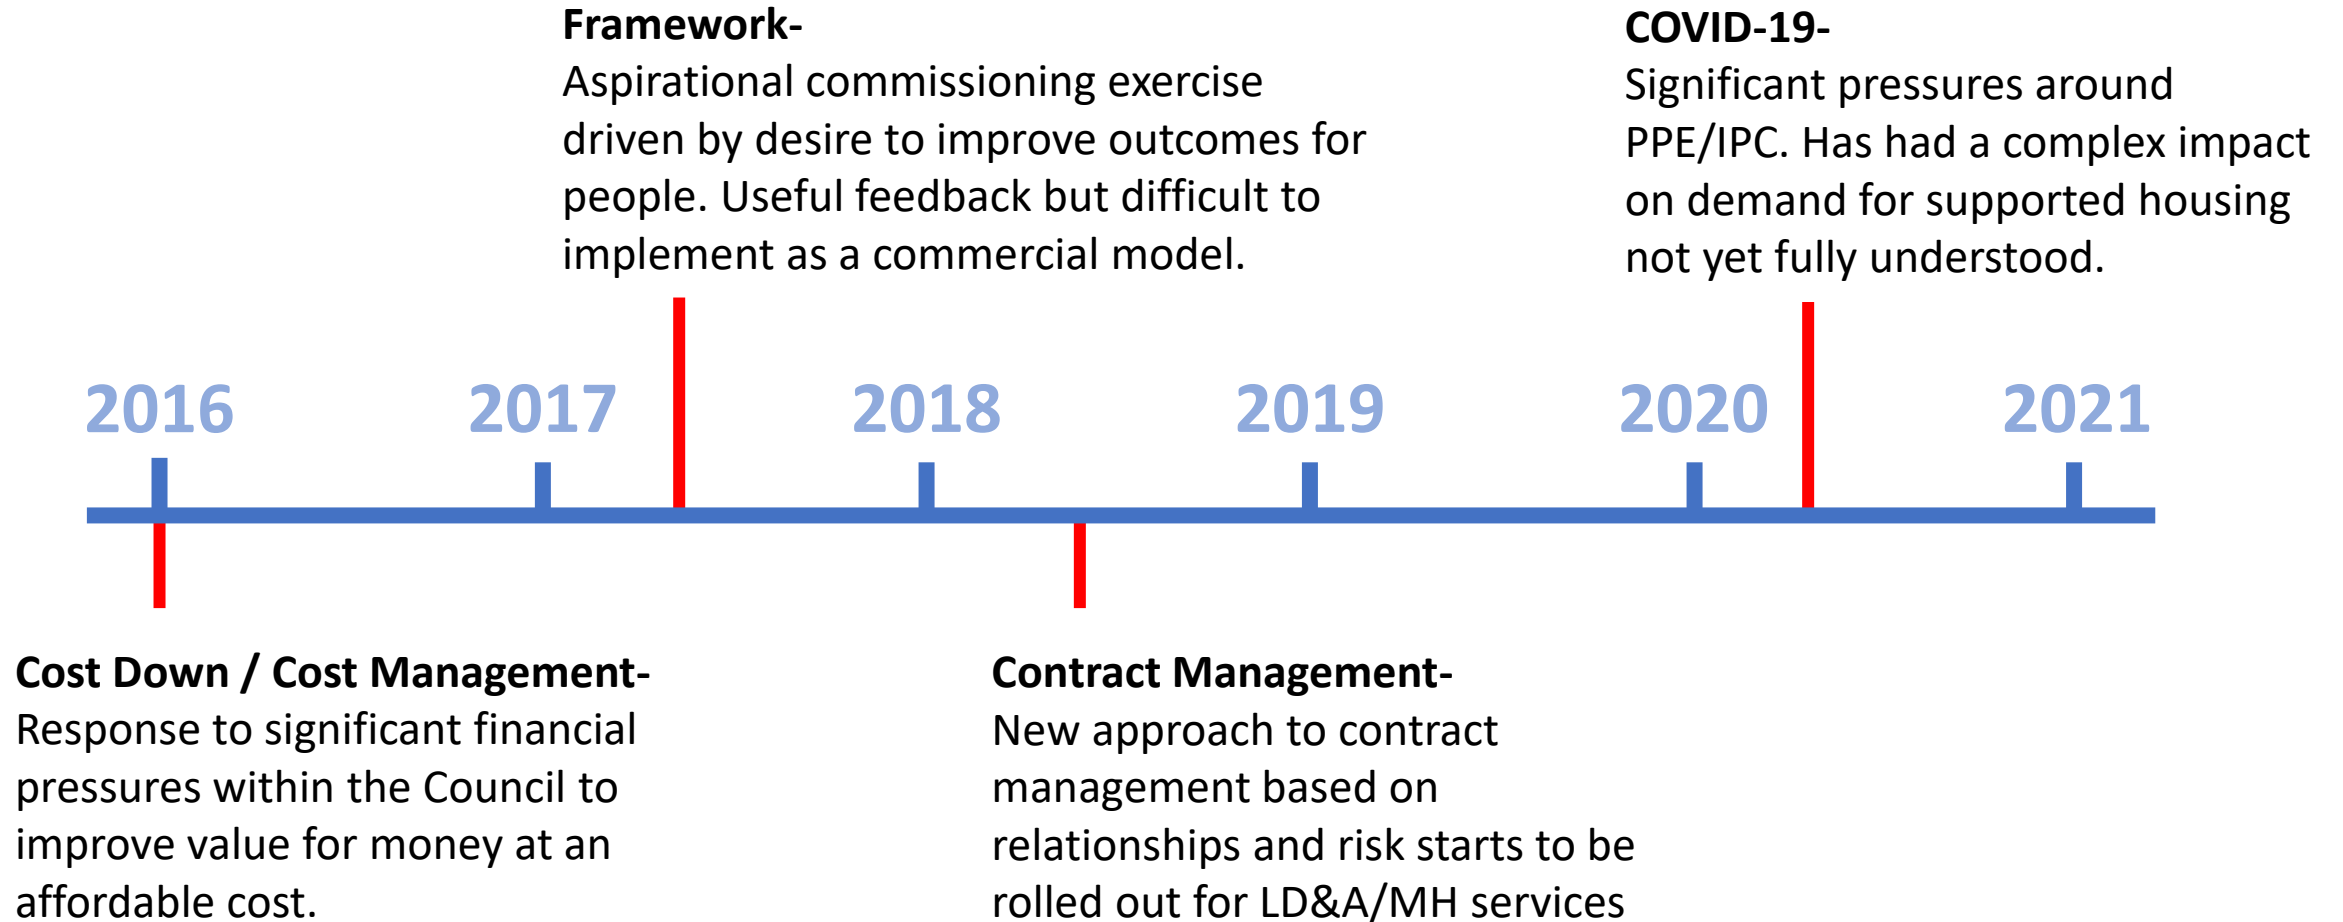 Framework-
Aspirational commissioning exercise
driven by desire to improve outcomes for
people. Useful feedback but difficult to
implement as a commercial model.
COVID-19-
Significant pressures around
PPE/IPC. Has had a complex impact
on demand for supported housing
not yet fully understood.
2016
2017
2018
2019
2020
2021
Cost Down / Cost Management-
Response to significant financial
pressures within the Council to
improve value for money at an
affordable cost.
Contract Management-
New approach to contract
management based on
relationships and risk starts to be
rolled out for LD&A/MH services